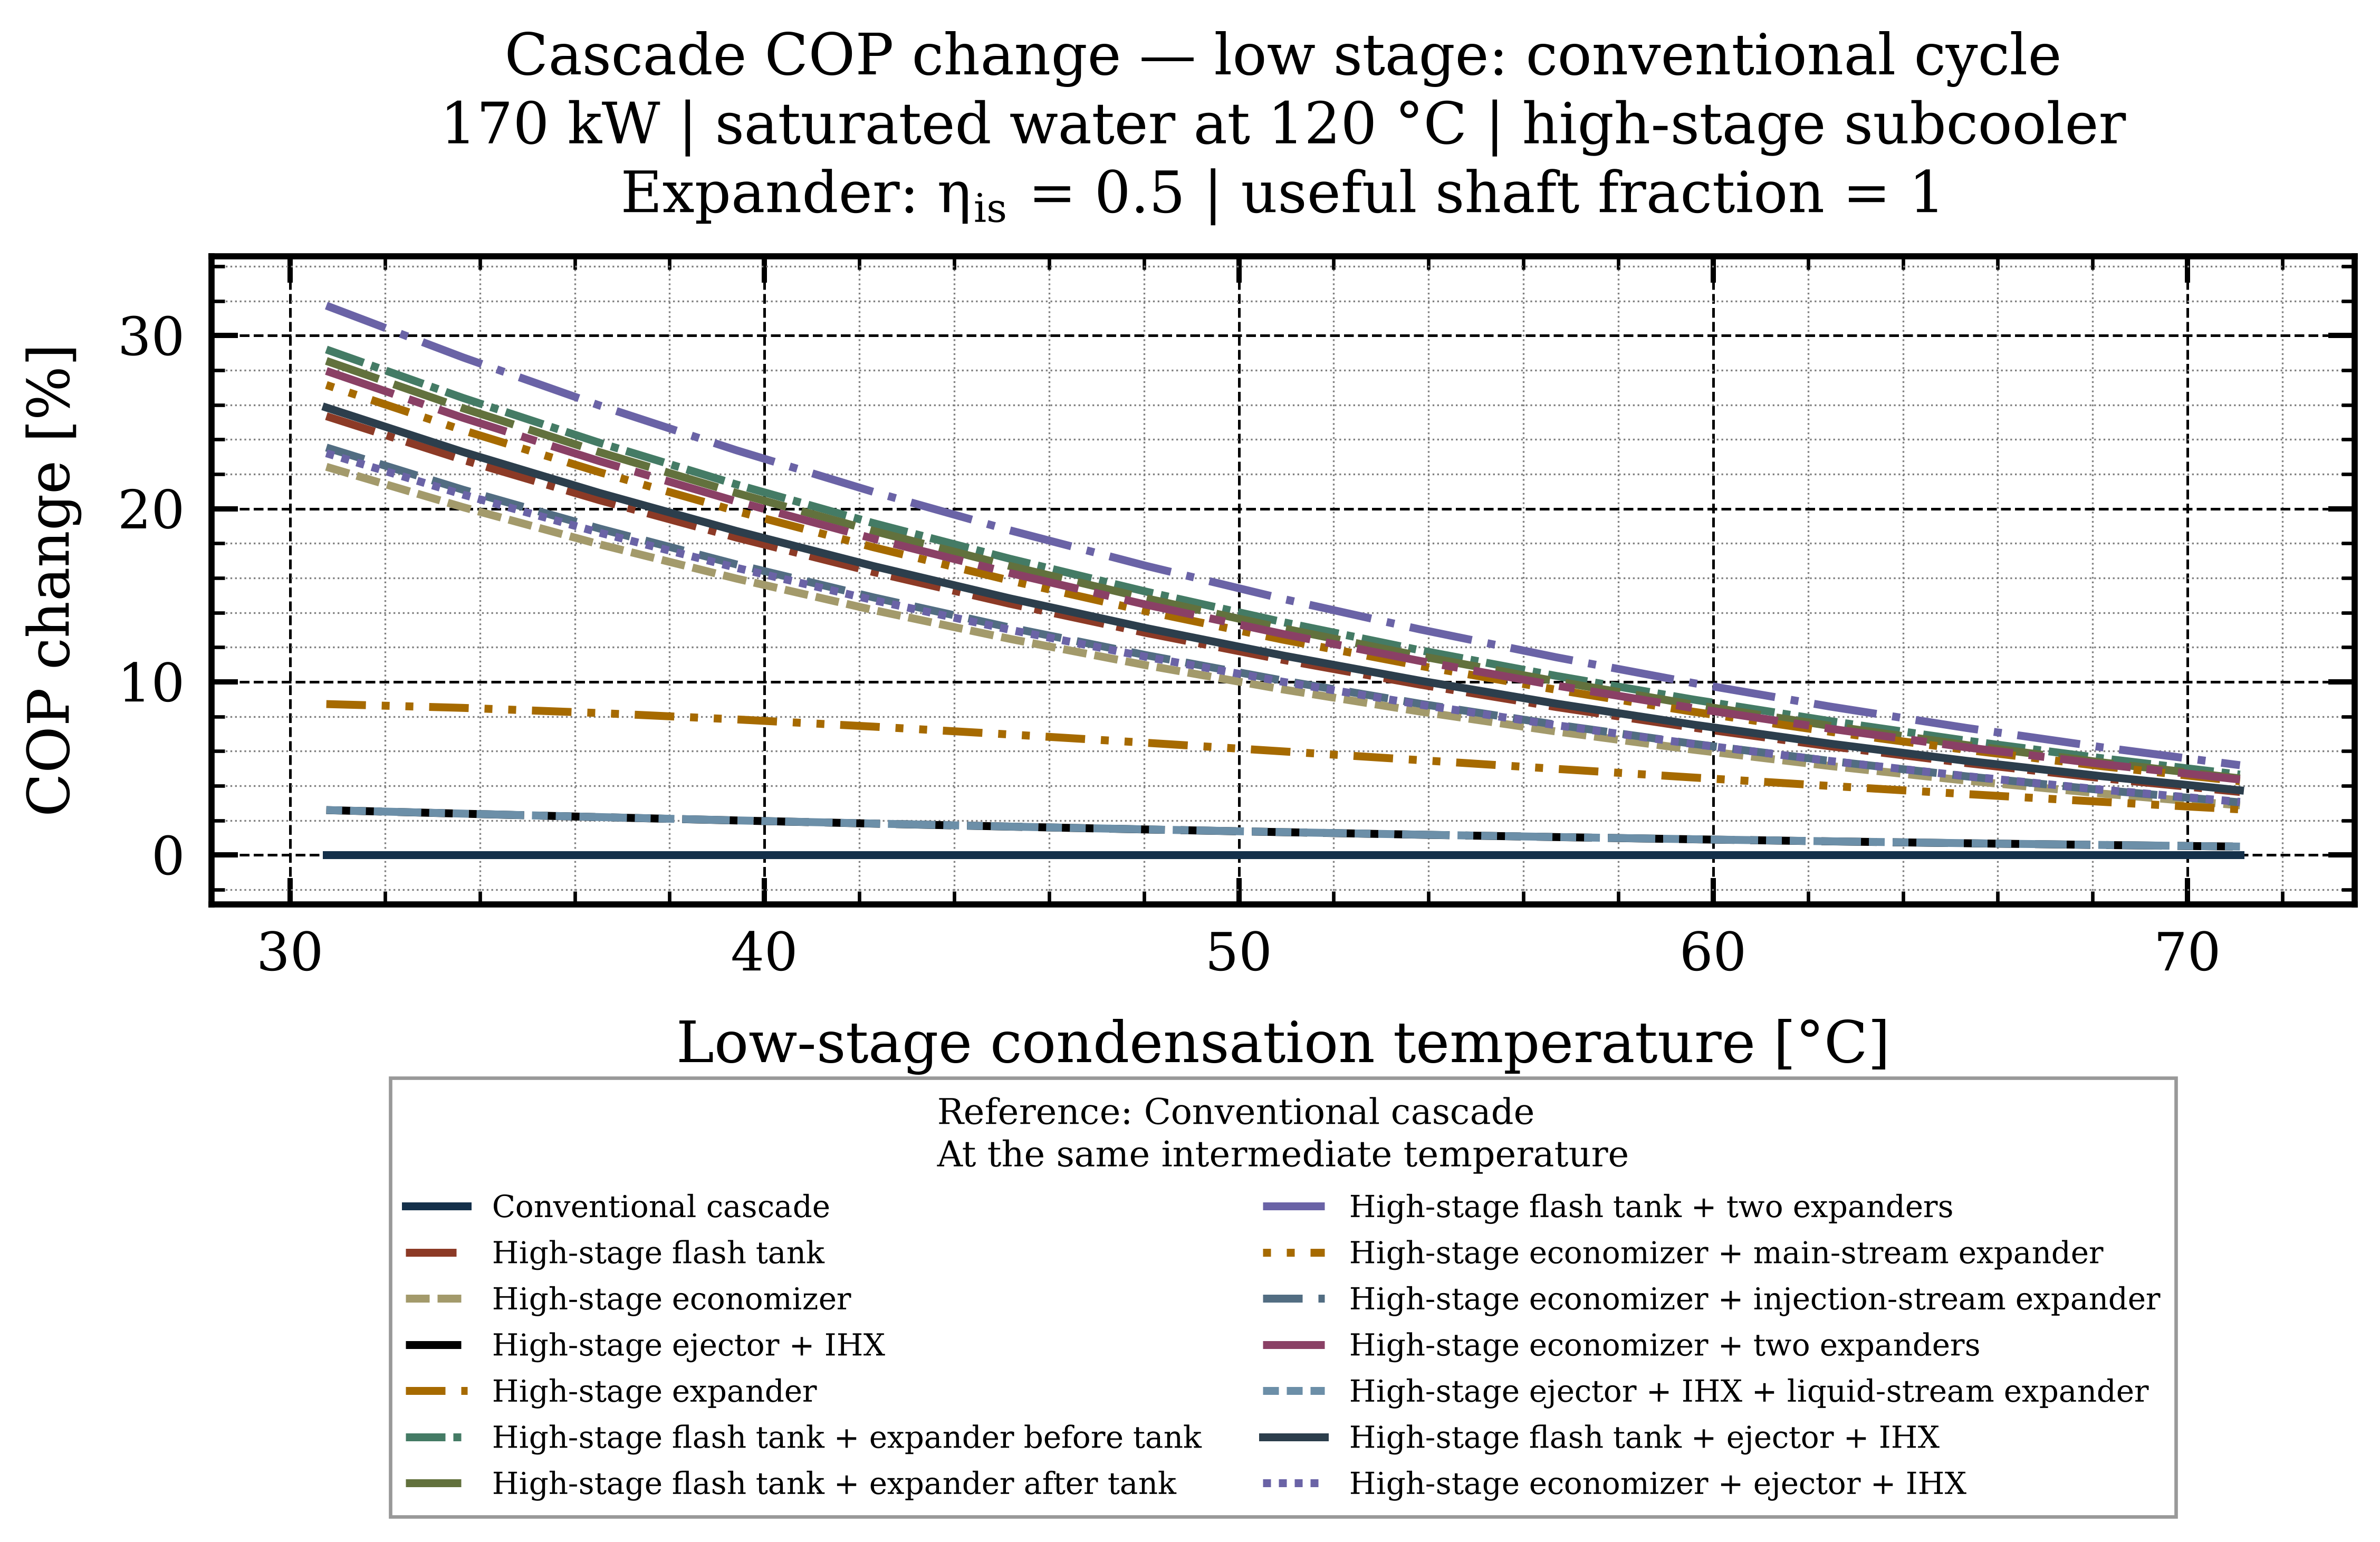 Cascade COP change — low stage: conventional cycle
170 kW | saturated water at 120 °C | high-stage subcooler
Expander: ηis = 0.5 | useful shaft fraction = 1
COP change [%]
30
20
10
0
30 40 50 60 70
Low-stage condensation temperature [°C]
Reference: Conventional cascade
At the same intermediate temperature
Conventional cascade
High-stage flash tank
High-stage economizer
High-stage ejector + IHX
High-stage expander
High-stage flash tank + expander before tank
High-stage flash tank + expander after tank
High-stage flash tank + two expanders
High-stage economizer + main-stream expander
High-stage economizer + injection-stream expander
High-stage economizer + two expanders
High-stage ejector + IHX + liquid-stream expander
High-stage flash tank + ejector + IHX
High-stage economizer + ejector + IHX